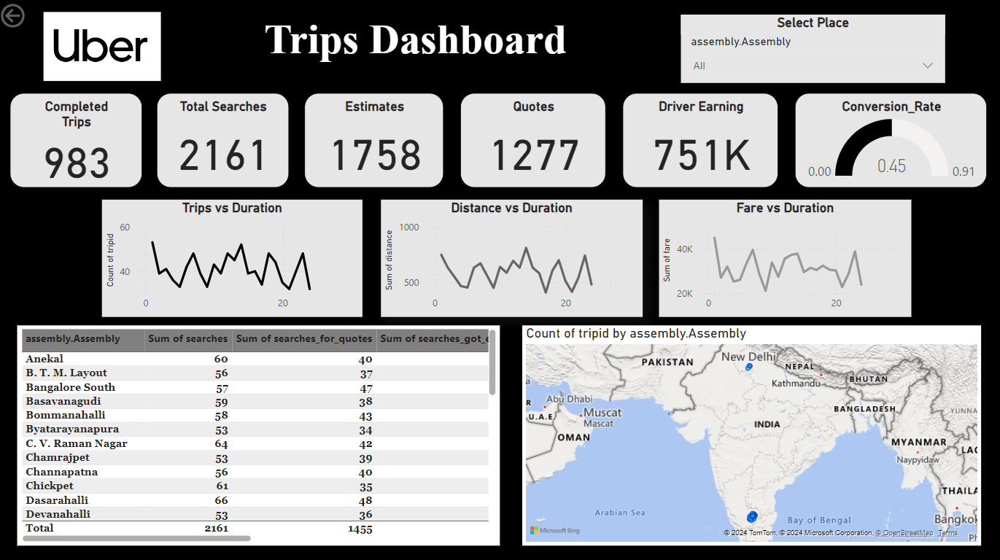 Uber
Trips Dashboard
Select Place
assembly.Assembly
All
Completed
Trips
983
Total Searches
2161
Estimates
1758
Quotes
1277
Driver Earning
751K
Conversion_Rate
0.00
0.45
0.91
Trips vs Duration
Count of tripid
60
40
0
20
Distance vs Duration
Sum of distance
1000
500
0
20
Fare vs Duration
Sum of fare
40K
20K
0
20
assembly.Assembly Sum of searches Sum of searches_for_quotes Sum of searches_got_e
Anekal 60 40
B. T. M. Layout 56 37
Bangalore South 57 47
Basavanagudi 59 38
Bommanahalli 58 43
Byatarayanapura 53 34
C. V. Raman Nagar 64 42
Chamrajpet 53 39
Channapatna 56 40
Chickpet 61 35
Dasarahalli 66 48
Devanahalli 53 36
Total 2161 1455
Count of tripid by assembly.Assembly
PAKISTAN
New Delhi
NEPAL
Kathmandu
BHUTAN
Abu Dhabi
U.A.E.
Muscat
Mascat
OMAN
INDIA
BANGLADESH
YUNNA
MYANMAR
LAO
Naypyidaw
THAILA
Bangkok
Arabian Sea
Bay of Bengal
Microsoft Bing
© 2024 TomTom, © 2024 Microsoft Corporation, © OpenStreetMap Terms